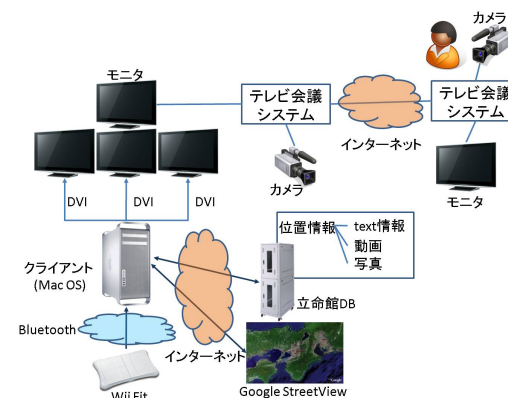 カメラ
モニタ
テレビ会議
システム
テレビ会議
システム
インターネット
カメラ
モニタ
DVI
DVI
DVI
位置情報
text情報
動画
写真
クライアント
(Mac OS)
立命館DB
Bluetooth
インターネット
Wii Fit
Google StreetView